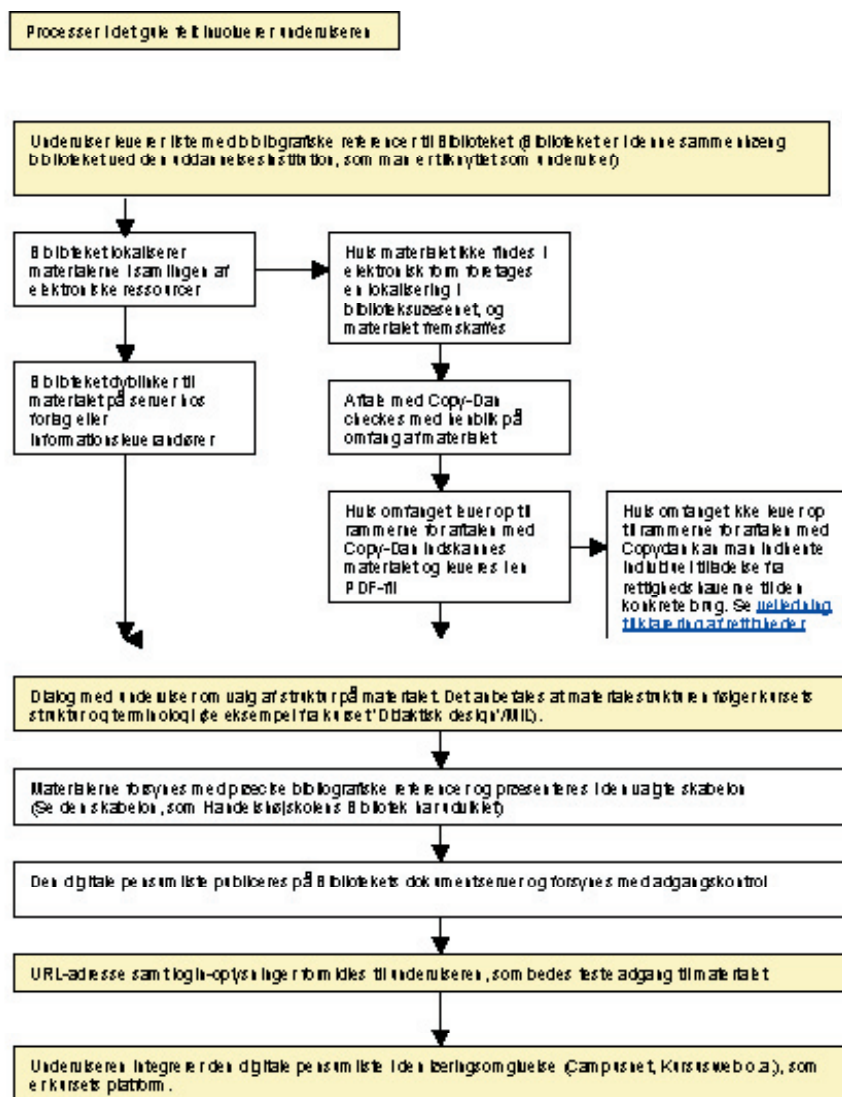 Processer i det gule felt involverer underviseren
Underviser leverer liste med bibliografiske referencer til Biblioteket (Biblioteket er i denne sammenhæng
biblioteket ved den uddannelsesinstitution, som man er tilknyttet som underviser)
Biblioteket lokaliserer
materialerne i samlingen af
elektroniske ressourcer
Hvis materialet ikke findes i
elektronisk form foretages
en lokalisering i
biblioteksvæsenet, og
materialet fremskaffes
Biblioteket dyblinker til
materialet på server hos
forlag eller
informationsleverandører
Aftale med Copy-Dan
checkes med henblik på
omfang af materialet
Hvis omfanget lever op til
rammerne for aftalen med
Copy-Dan indskannes
materialet og leveres i en
PDF-fil
Hvis omfanget ikke lever op
til rammerne for aftalen med
Copydan kan man indhente
individuel tilladelse fra
rettighedshaverne til den
konkrete brug. Se vejledning
til klarering af rettigheder
Dialog med underviser om valg af struktur på materialet. Det anbefales at materialestrukturen følger kursets
struktur og terminologi (se eksempel fra kurset 'Didaktisk design'/MIL).
Materialerne forsynes med præcise bibliografiske reference og præsenteres i den valgte skabelon
(Se den skabelon, som Handelshøjskolens Bibliotek har udviklet)
Den digitale pensumliste publiceres på Bibliotekets dokumentserver og forsynes med adgangskontrol
URL-adresse samt login-oplysninger formidles til underviseren, som bedes teste adgang til materialet
Underviseren integrerer den digitale pensumliste i den læringsomgivelse (Campusnet, Kursusweb o.a.), som
er kursets platform.